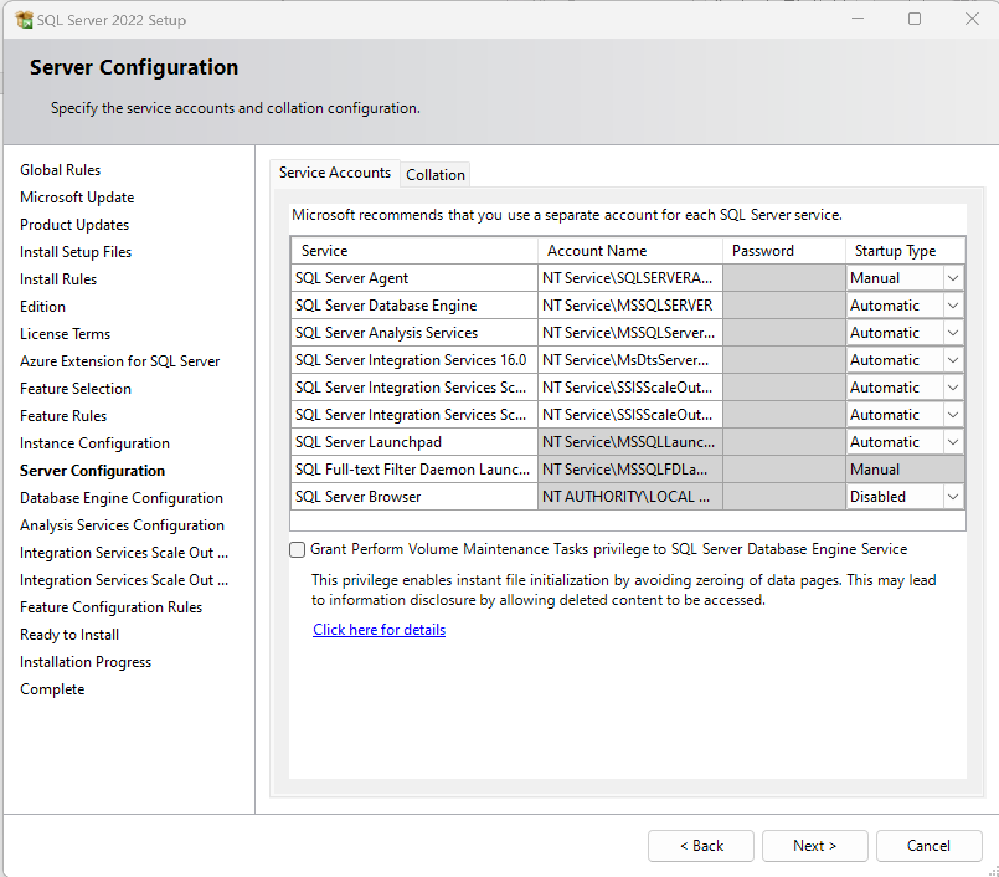 SQL Server 2022 Setup
Server Configuration
Specify the service accounts and collation configuration.
Global Rules
Microsoft Update
Product Updates
Install Setup Files
Install Rules
Edition
License Terms
Azure Extension for SQL Server
Feature Selection
Feature Rules
Instance Configuration
Server Configuration
Database Engine Configuration
Analysis Services Configuration
Integration Services Scale Out ...
Integration Services Scale Out ...
Feature Configuration Rules
Ready to Install
Installation Progress
Complete
Service Accounts Collation
Microsoft recommends that you use a separate account for each SQL Server service.
Service Account Name Password Startup Type
SQL Server Agent NT Service\SQLSERVERA... Manual
SQL Server Database Engine NT Service\MSSQLSERVER Automatic
SQL Server Analysis Services NT Service\MSSQLServer... Automatic
SQL Server Integration Services 16.0 NT Service\MsDtsServer... Automatic
SQL Server Integration Services Sc... NT Service\SSISScaleOut... Automatic
SQL Server Integration Services Sc... NT Service\SSISScaleOut... Automatic
SQL Server Launchpad NT Service\MSSQLLaunc... Automatic
SQL Full-text Filter Daemon Launc... NT Service\MSSQLFDLa... Manual
SQL Server Browser NT AUTHORITY\LOCAL ... Disabled
Grant Perform Volume Maintenance Tasks privilege to SQL Server Database Engine Service
This privilege enables instant file initialization by avoiding zeroing of data pages. This may lead
to information disclosure by allowing deleted content to be accessed.
Click here for details
< Back Next > Cancel